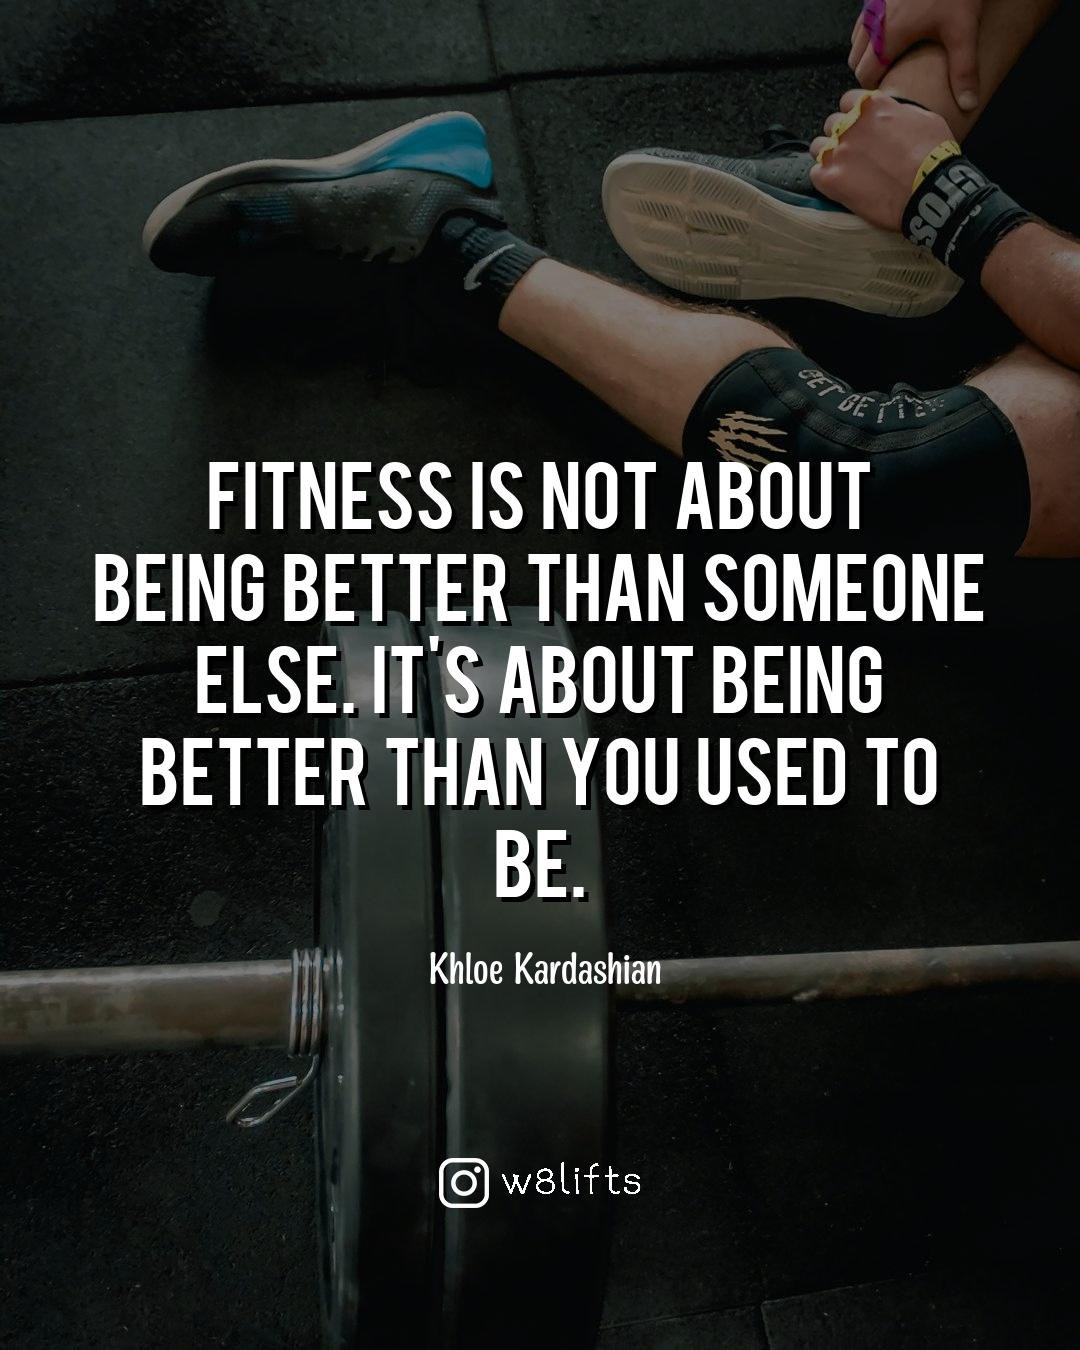 GET BETTER
FITNESS IS NOT ABOUT
BEING BETTER THAN SOMEONE
ELSE. IT'S ABOUT BEING
BETTER THAN YOU USED TO
BE.
Khloe Kardashian
w8lifts